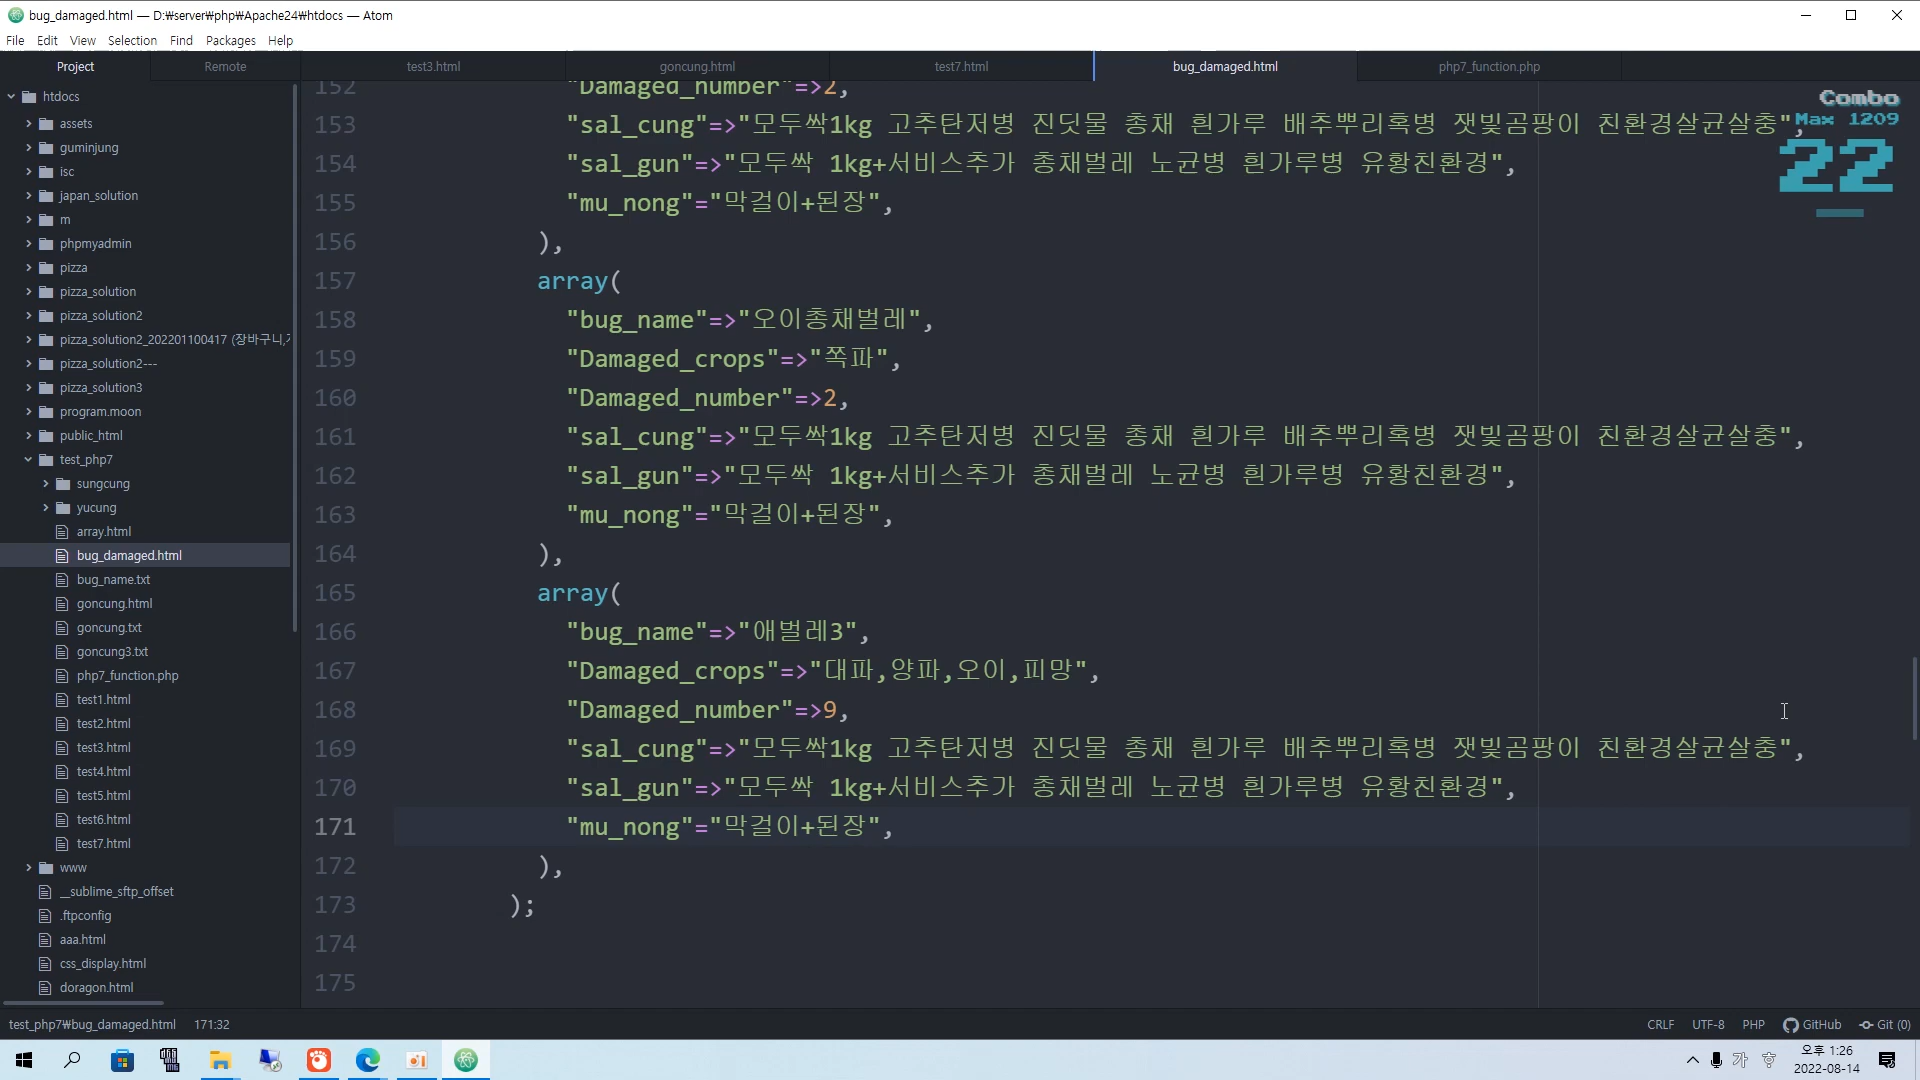 bug_damaged.html — D:₩server₩php₩Apache24₩htdocs — Atom
File Edit View Selection Find Packages Help
Project Remote test3.html goncung.html test7.html bug_damaged.html php7_function.php
htdocs
assets
guminjung
isc
japan_solution
m
phpmyadmin
pizza
pizza_solution
pizza_solution2
pizza_solution2_202201100417 (장바구니,
pizza_solution2---
pizza_solution3
program.moon
public_html
test_php7
sungcung
yucung
array.html
bug_damaged.html
bug_name.txt
goncung.html
goncung.txt
goncung3.txt
php7_function.php
test1.html
test2.html
test3.html
test4.html
test5.html
test6.html
test7.html
www
__sublime_sftp_offset
.ftpconfig
aaa.html
css_display.html
doragon.html
152 "Damaged_number"=>2,
153 "sal_cung"=>"모두싹1kg 고추탄저병 진딧물 총채 흰가루 배추뿌리혹병 잿빛곰팡이 친환경살균살충",
154 "sal_gun"=>"모두싹 1kg+서비스추가 총채벌레 노균병 흰가루병 유황친환경",
155 "mu_nong"="막걸이+된장",
156 ),
157 array(
158 "bug_name"=>"오이총채벌레",
159 "Damaged_crops"=>"쪽파",
160 "Damaged_number"=>2,
161 "sal_cung"=>"모두싹1kg 고추탄저병 진딧물 총채 흰가루 배추뿌리혹병 잿빛곰팡이 친환경살균살충",
162 "sal_gun"=>"모두싹 1kg+서비스추가 총채벌레 노균병 흰가루병 유황친환경",
163 "mu_nong"="막걸이+된장",
164 ),
165 array(
166 "bug_name"=>"애벌레3",
167 "Damaged_crops"=>"대파,양파,오이,피망",
168 "Damaged_number"=>9,
169 "sal_cung"=>"모두싹1kg 고추탄저병 진딧물 총채 흰가루 배추뿌리혹병 잿빛곰팡이 친환경살균살충",
170 "sal_gun"=>"모두싹 1kg+서비스추가 총채벌레 노균병 흰가루병 유황친환경",
171 "mu_nong"="막걸이+된장",
172 ),
173 );
174
175
Combo
Max 1209
22
test_php7₩bug_damaged.html 171:32 CRLF UTF-8 PHP GitHub Git (0)
가 오후 1:26
2022-08-14